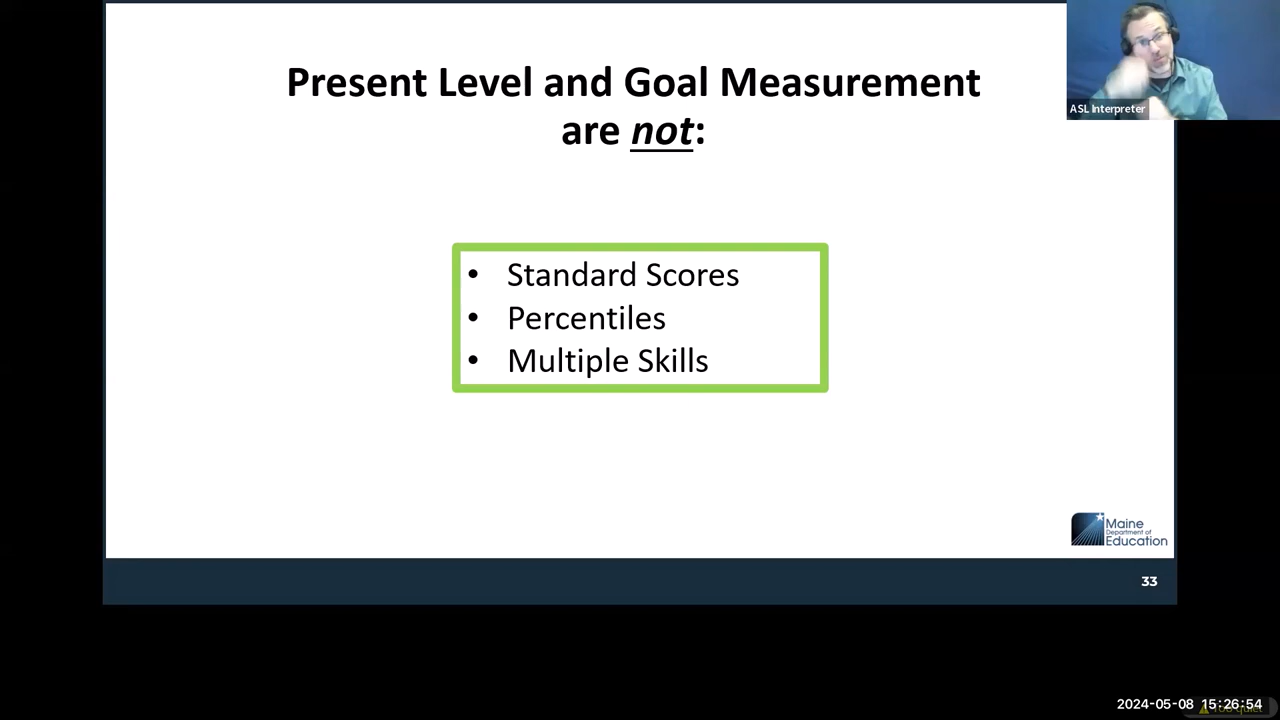 Present Level and Goal Measurement
are not:
• Standard Scores
• Percentiles
• Multiple Skills
ASL Interpreter
Maine
Department of
Education
33
2024-05-08 15:26:54